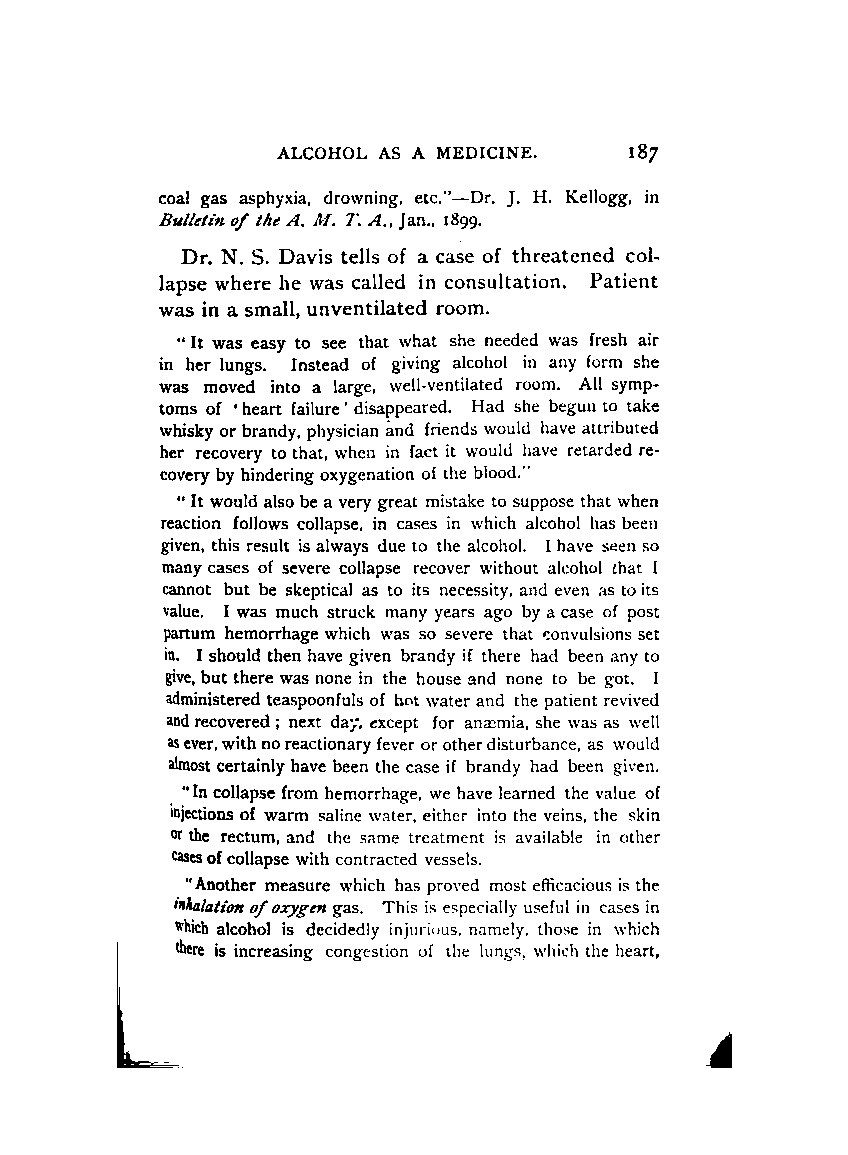 ALCOHOL AS A MEDICINE. 187
coal gas asphyxia, drowning, etc."—Dr. J. H. Kellogg, in
Bulletin of the A. M. T. A., Jan., 1899.
Dr. N. S. Davis tells of a case of threatened col-
lapse where he was called in consultation. Patient
was in a small, unventilated room.
"It was easy to see that what she needed was fresh air
in her lungs. Instead of giving alcohol in any form she
was moved into a large, well-ventilated room. All symp-
toms of 'heart failure' disappeared. Had she begun to take
whisky or brandy, physician and friends would have attributed
her recovery to that, when in fact it would have retarded re-
covery by hindering oxygenation of the blood."
"It would also be a very great mistake to suppose that when
reaction follows collapse, in cases in which alcohol has been
given, this result is always due to the alcohol. I have seen so
many cases of severe collapse recover without alcohol that I
cannot but be skeptical as to its necessity, and even as to its
value. I was much struck many years ago by a case of post
partum hemorrhage which was so severe that convulsions set
in. I should then have given brandy if there had been any to
give, but there was none in the house and none to be got. I
administered teaspoonfuls of hot water and the patient revived
and recovered; next day, except for anæmia, she was as well
as ever, with no reactionary fever or other disturbance, as would
almost certainly have been the case if brandy had been given.
"In collapse from hemorrhage, we have learned the value of
injections of warm saline water, either into the veins, the skin
or the rectum, and the same treatment is available in other
cases of collapse with contracted vessels.
"Another measure which has proved most efficacious is the
inhalation of oxygen gas. This is especially useful in cases in
which alcohol is decidedly injurious, namely, those in which
there is increasing congestion of the lungs, which the heart,